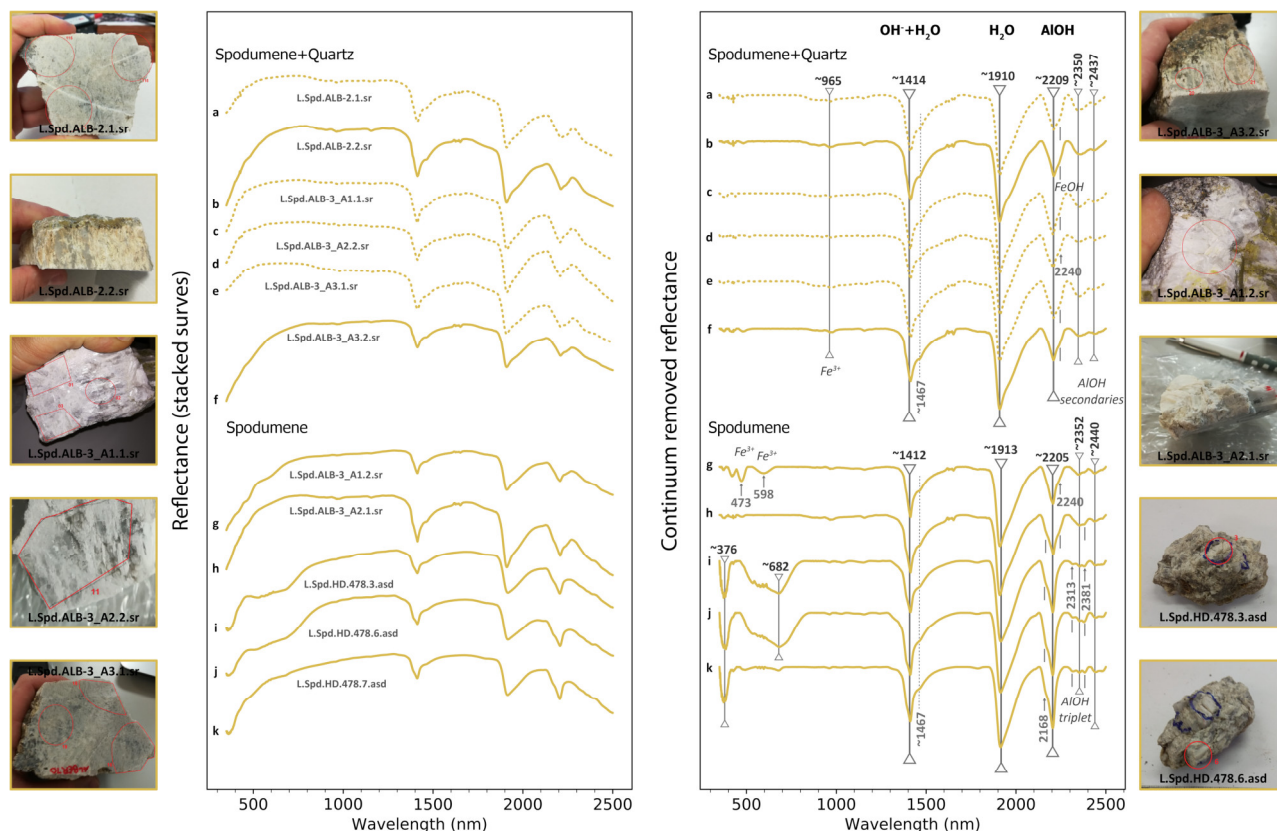 L.Spd.ALB-2.1.sr
L.Spd.ALB-2.2.sr
L.Spd.ALB-3_A1.1.sr
L.Spd.ALB-3_A2.2.sr
L.Spd.ALB-3_A3.1.sr
Reflectance (stacked surves)
Spodumene+Quartz
L.Spd.ALB-2.1.sr
a
L.Spd.ALB-2.2.sr
b
L.Spd.ALB-3_A1.1.sr
c
L.Spd.ALB-3_A2.2.sr
d
L.Spd.ALB-3_A3.1.sr
e
L.Spd.ALB-3_A3.2.sr
f
Spodumene
L.Spd.ALB-3_A1.2.sr
g
L.Spd.ALB-3_A2.1.sr
h
L.Spd.HD.478.3.asd
i
L.Spd.HD.478.6.asd
j
L.Spd.HD.478.7.asd
k
500 1000 1500 2000 2500
Wavelength (nm)
Continuum removed reflectance
OH⁻+H₂O H₂O AlOH
Spodumene+Quartz
~965 ~1414 ~1910 ~2209 ~2350 ~2437
a
b
FeOH
c
d
2240
e
f
Fe³⁺
~1467
AlOH
secondaries
Spodumene
~1412 ~1913 ~2205 ~2352 ~2440
g
Fe³⁺ Fe³⁺
473 598
2240
h
~376 ~682
i
2313 2381
j
k
AlOH
triplet
2168
~1467
500 1000 1500 2000 2500
Wavelength (nm)
L.Spd.ALB-3_A3.2.sr
L.Spd.ALB-3_A1.2.sr
L.Spd.ALB-3_A2.1.sr
L.Spd.HD.478.3.asd
L.Spd.HD.478.6.asd